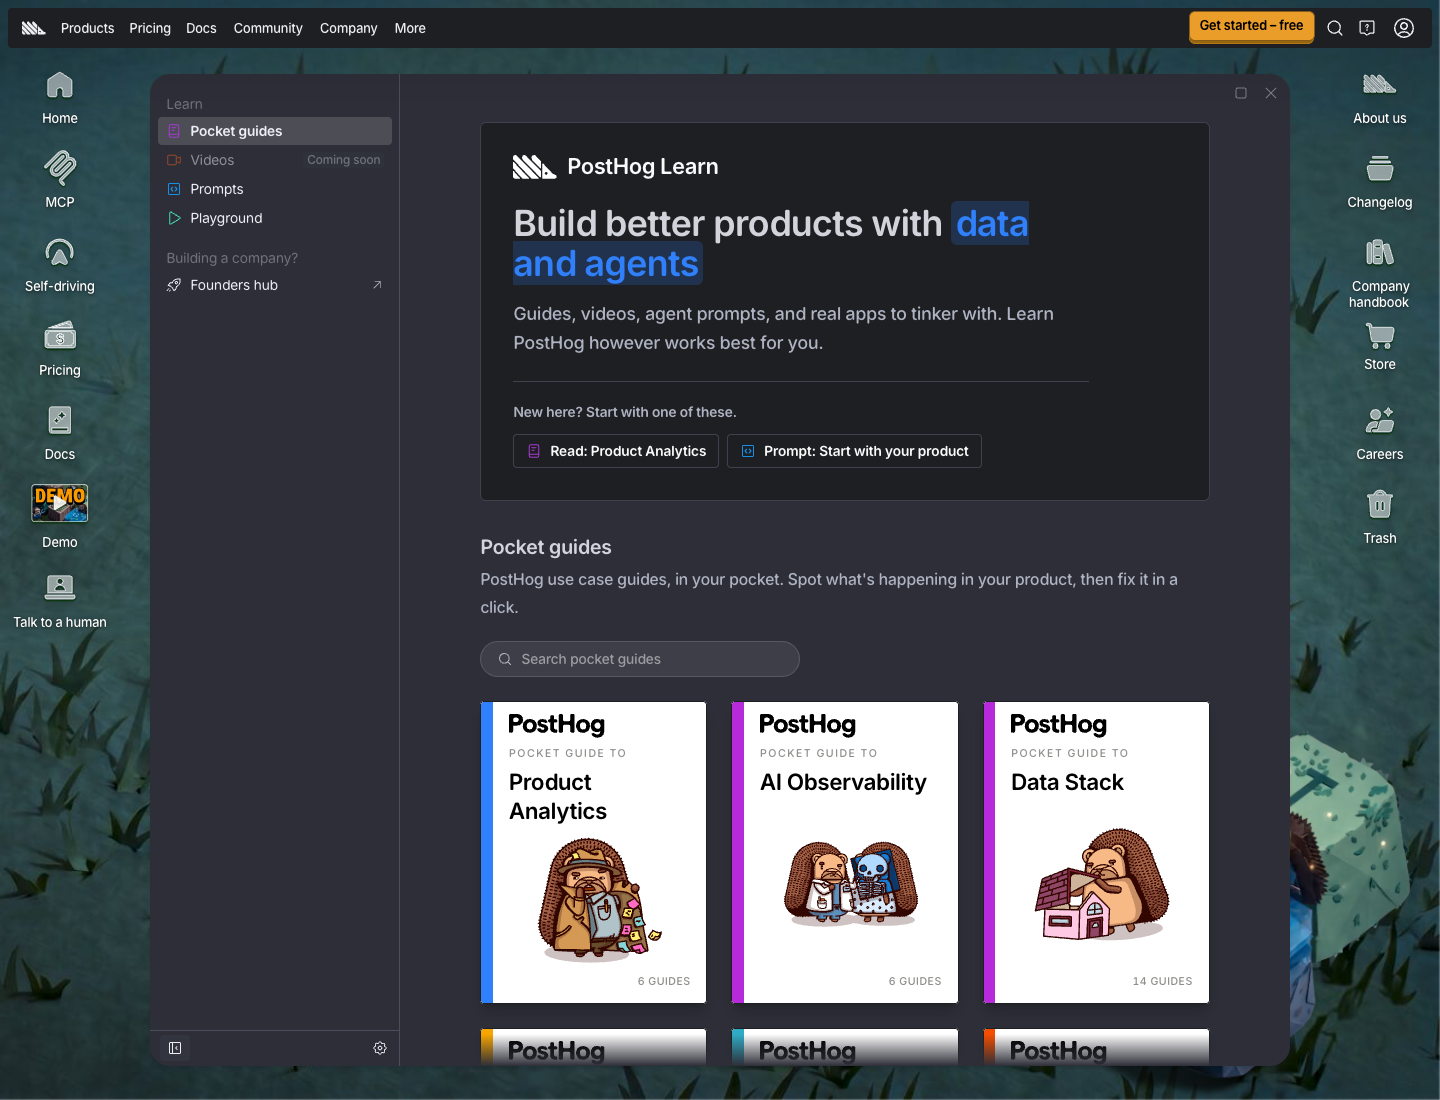 Products Pricing Docs Community Company More
Get started – free
Home
MCP
Self-driving
Pricing
Docs
DEMO
Demo
Talk to a human
Learn
Pocket guides
Videos Coming soon
Prompts
Playground
Building a company?
Founders hub
PostHog Learn
Build better products with data
and agents
Guides, videos, agent prompts, and real apps to tinker with. Learn
PostHog however works best for you.
New here? Start with one of these.
Read: Product Analytics
Prompt: Start with your product
Pocket guides
PostHog use case guides, in your pocket. Spot what's happening in your product, then fix it in a
click.
Search pocket guides
PostHog
POCKET GUIDE TO
Product
Analytics
6 GUIDES
PostHog
POCKET GUIDE TO
AI Observability
6 GUIDES
PostHog
POCKET GUIDE TO
Data Stack
14 GUIDES
PostHog
PostHog
PostHog
About us
Changelog
Company
handbook
Store
Careers
Trash